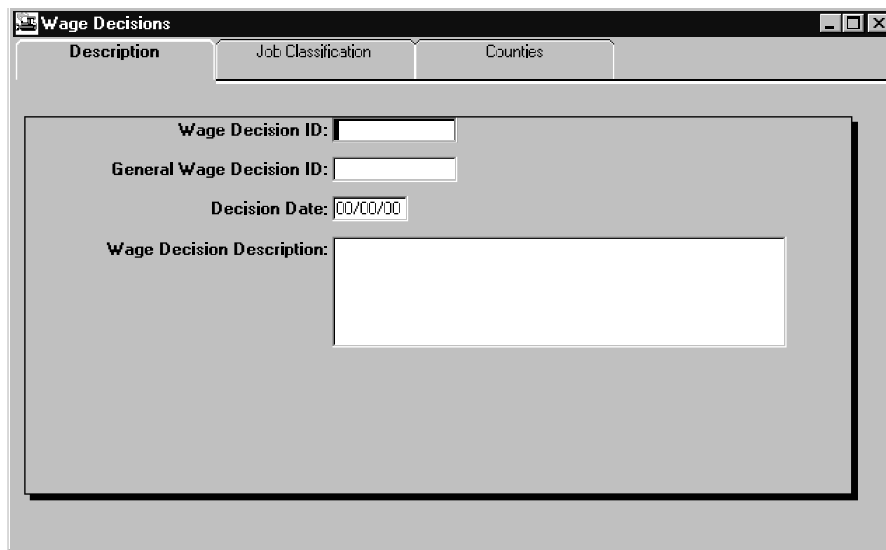 Wage Decisions
Description Job Classification Counties
Wage Decision ID:
General Wage Decision ID:
Decision Date: 00/00/00
Wage Decision Description: